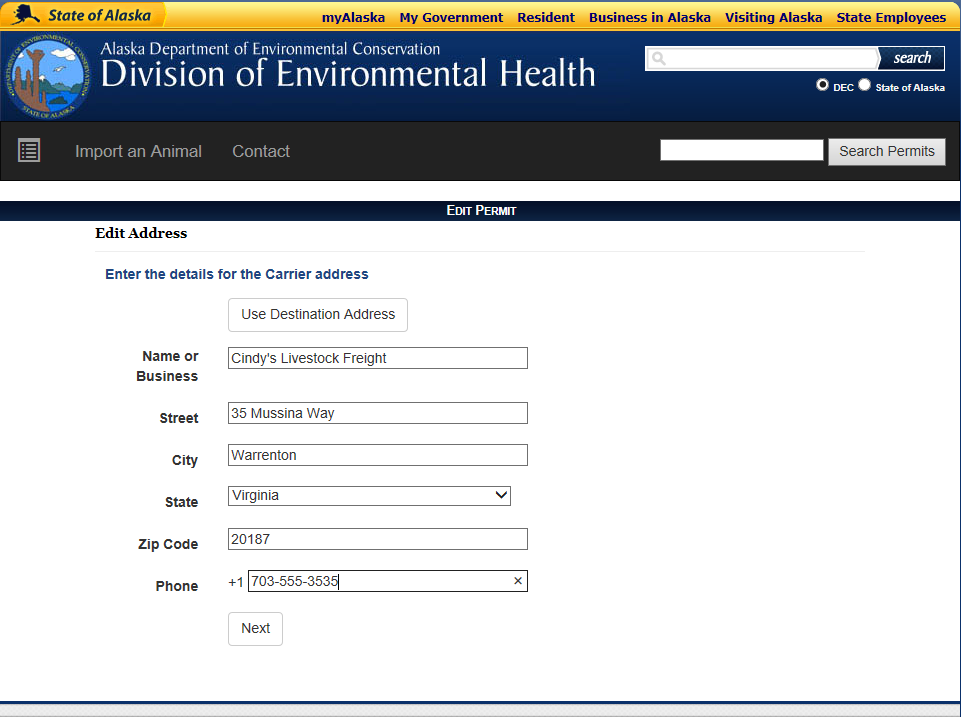 State of Alaska
myAlaska My Government Resident Business in Alaska Visiting Alaska State Employees
Alaska Department of Environmental Conservation
Division of Environmental Health
search
DEC State of Alaska
Import an Animal Contact Search Permits
EDIT PERMIT
Edit Address
Enter the details for the Carrier address
Use Destination Address
Name or
Business
Cindy's Livestock Freight
Street 35 Mussina Way
City Warrenton
State Virginia
Zip Code 20187
Phone +1 703-555-3535 ×
Next